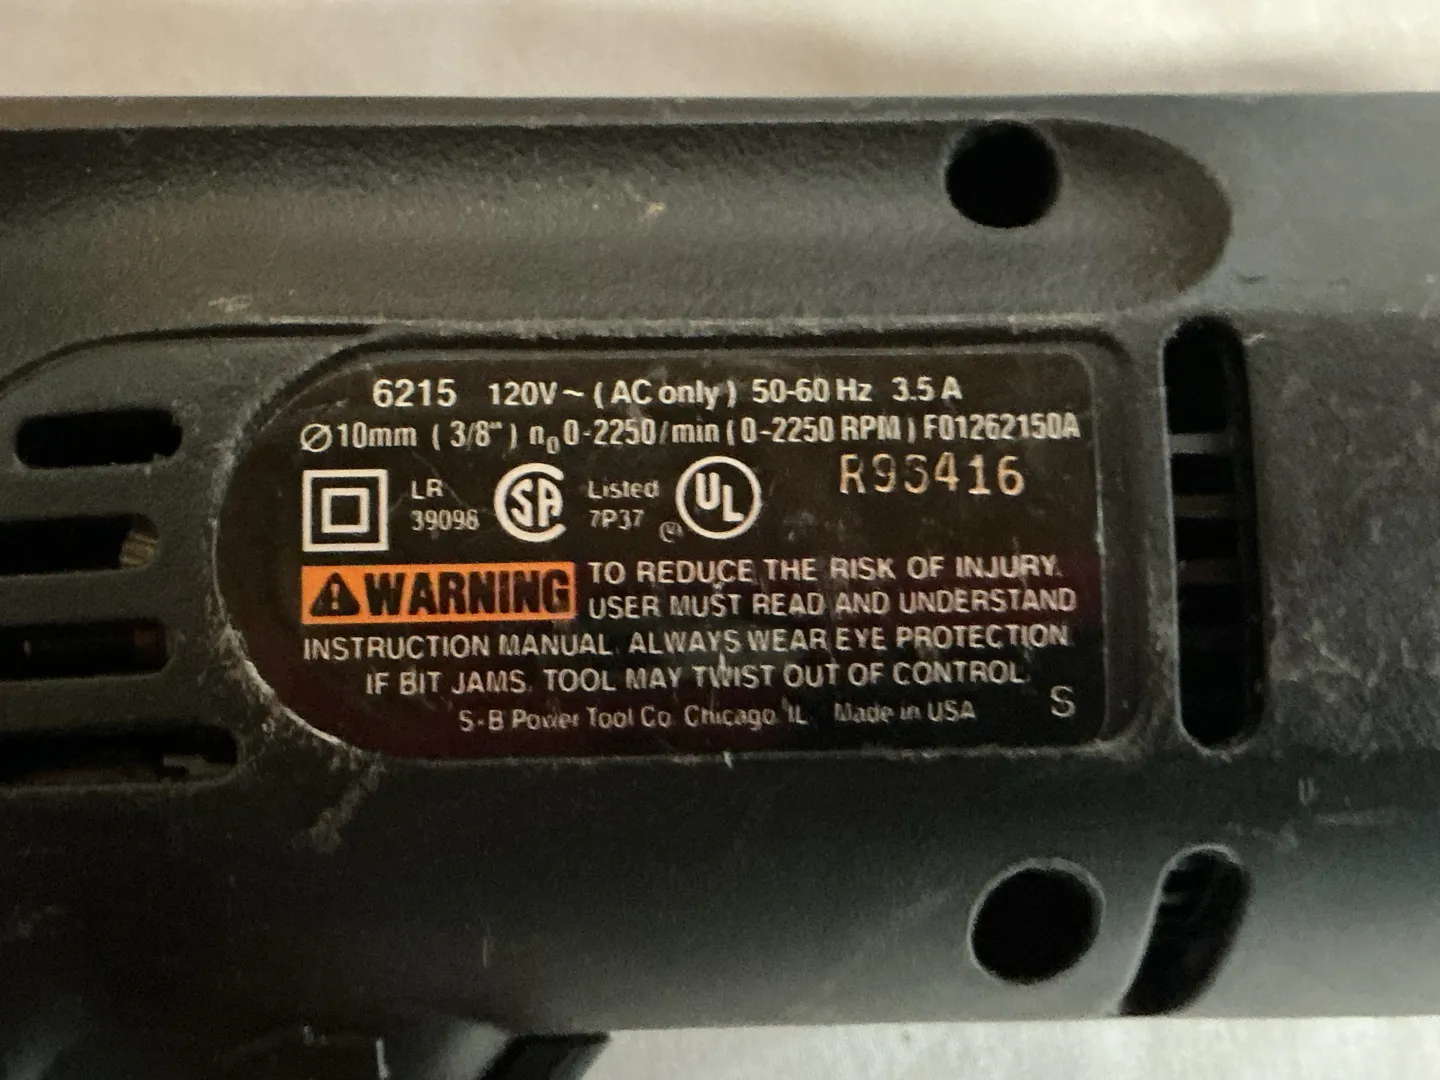 6215 120V ~ ( AC only ) 50-60 Hz 3.5 A
⌀10mm ( 3/8" ) n₀ 0-2250/min ( 0-2250 RPM ) F01262150A
R93416
LR
39096
SA
Listed
7P37
UL
WARNING TO REDUCE THE RISK OF INJURY.
USER MUST READ AND UNDERSTAND
INSTRUCTION MANUAL. ALWAYS WEAR EYE PROTECTION.
IF BIT JAMS, TOOL MAY TWIST OUT OF CONTROL.
S-B Power Tool Co. Chicago IL Made in USA
S